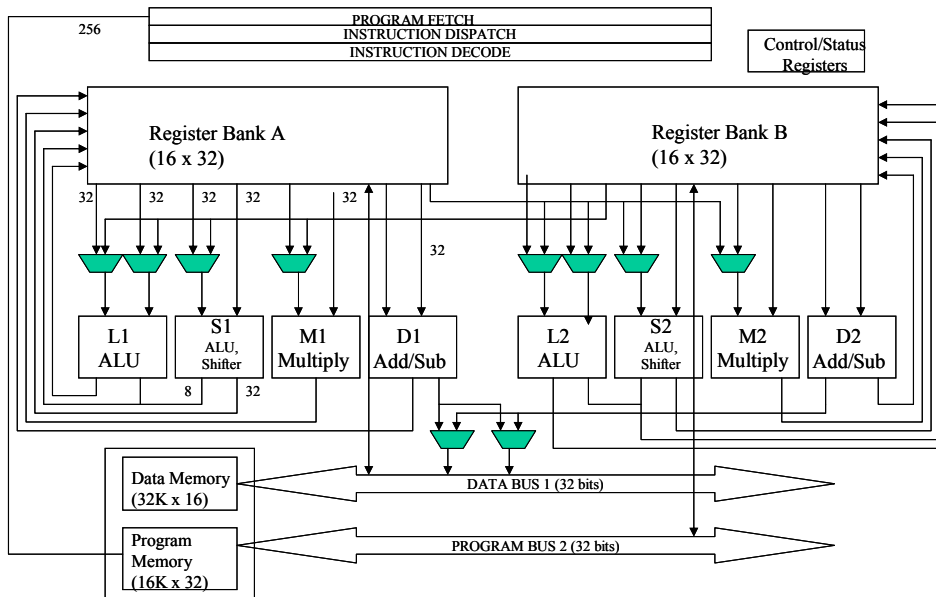 PROGRAM FETCH
256
INSTRUCTION DISPATCH
INSTRUCTION DECODE
Control/Status
Registers
Register Bank A
(16 x 32)
Register Bank B
(16 x 32)
32
32
32
32
32
32
L1
ALU
S1
ALU,
Shifter
M1
Multiply
D1
Add/Sub
L2
ALU
S2
ALU,
Shifter
M2
Multiply
D2
Add/Sub
8
32
Data Memory
(32K x 16)
DATA BUS 1 (32 bits)
Program
Memory
(16K x 32)
PROGRAM BUS 2 (32 bits)